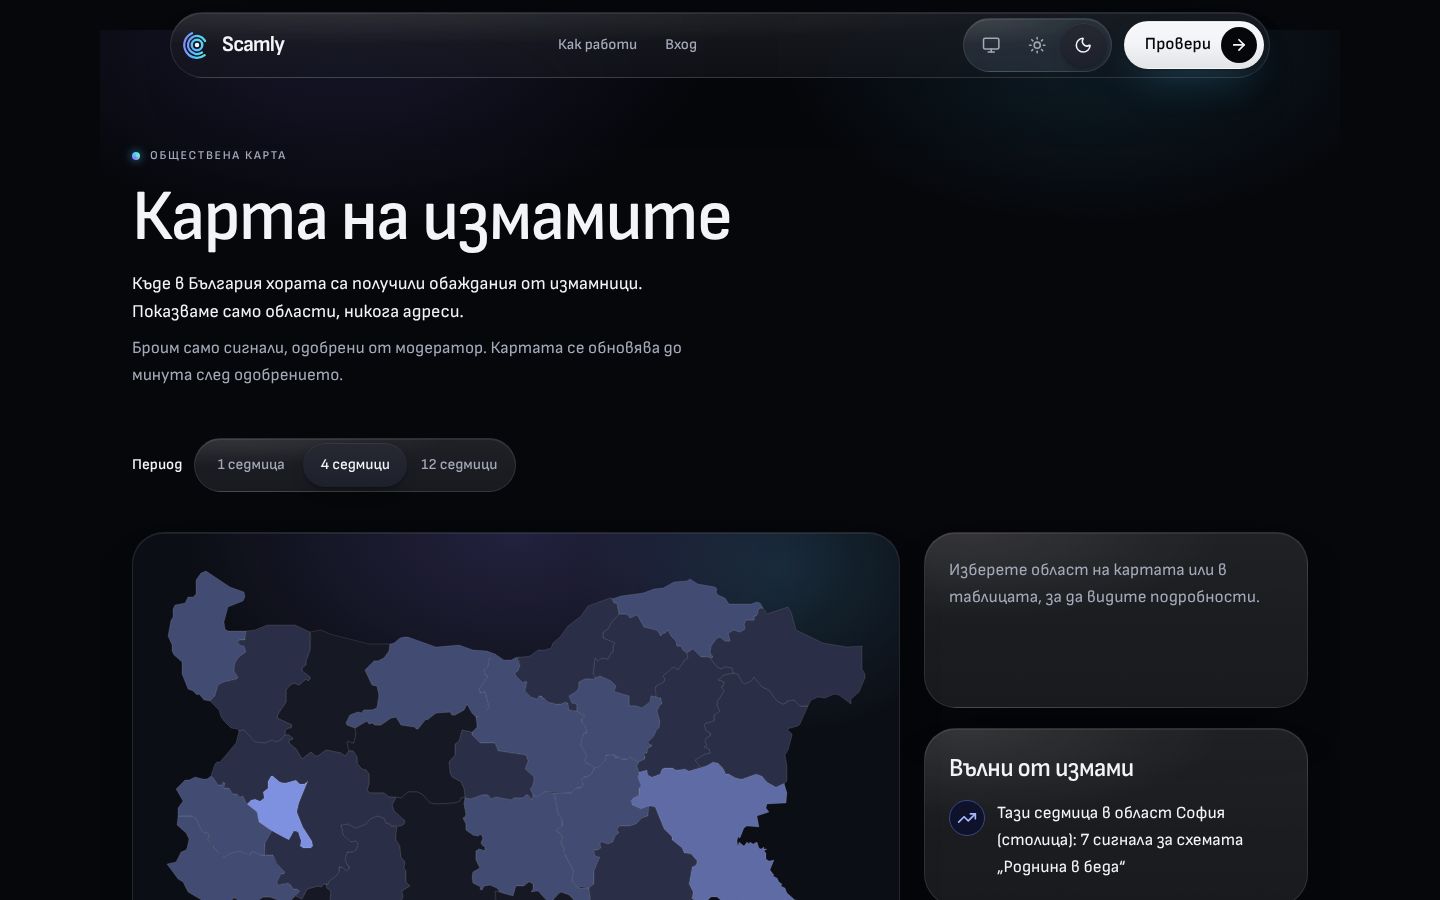 Scamly
Как работи
Вход
Провери
ОБЩЕСТВЕНА КАРТА
Карта на измамите
Къде в България хората са получили обаждания от измамници.
Показваме само области, никога адреси.
Броим само сигнали, одобрени от модератор. Картата се обновява до
минута след одобрението.
Период
1 седмица
4 седмици
12 седмици
Изберете област на картата или в
таблицата, за да видите подробности.
Вълни от измами
Тази седмица в област София
(столица): 7 сигнала за схемата
„Роднина в беда“